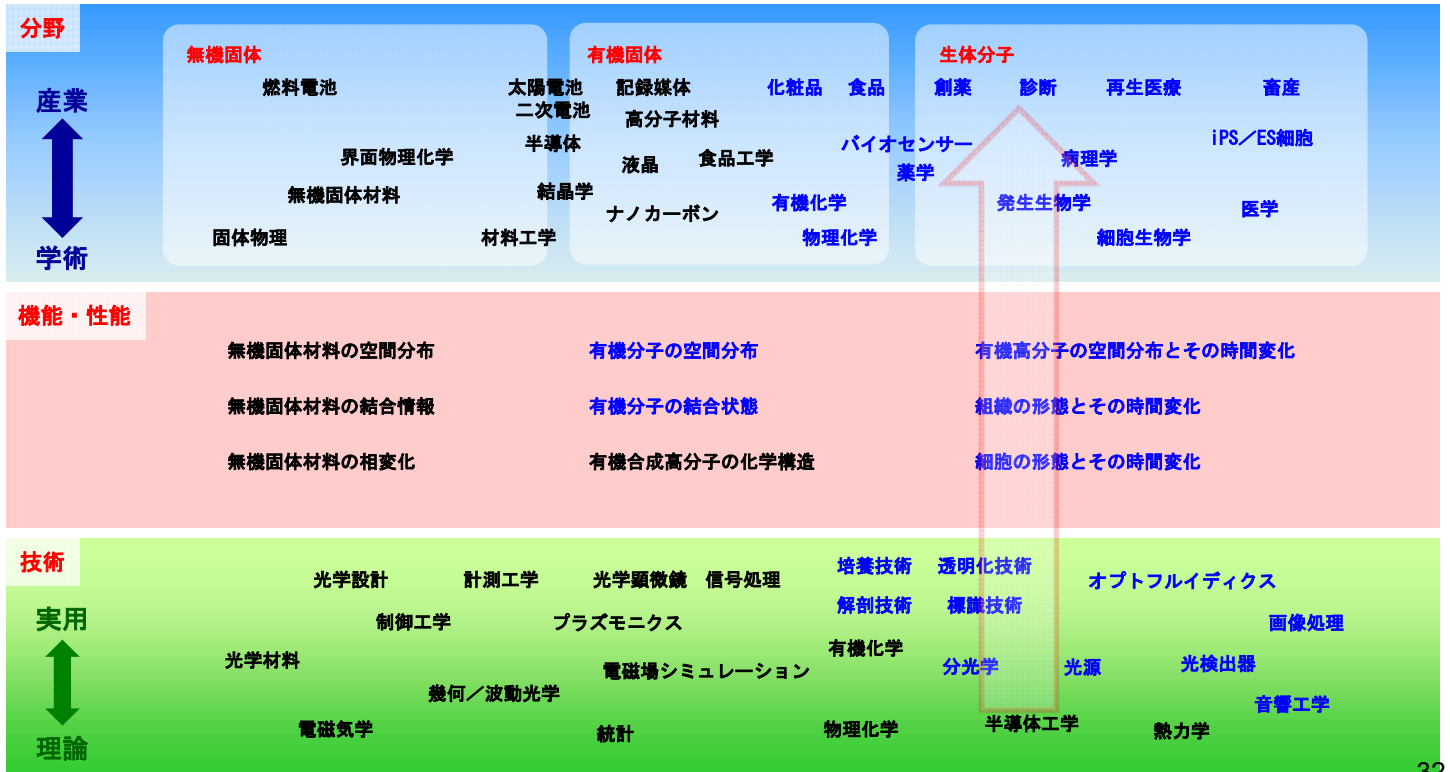 分野
産業
学術
無機固体
有機固体
生体分子
燃料電池
太陽電池
記録媒体
化粧品
食品
創薬
診断
再生医療
畜産
二次電池
高分子材料
半導体
バイオセンサー
iPS/ES細胞
界面物理化学
液晶
食品工学
薬学
病理学
無機固体材料
結晶学
ナノカーボン
有機化学
発生生物学
医学
固体物理
材料工学
物理化学
細胞生物学
機能・性能
無機固体材料の空間分布
有機分子の空間分布
有機高分子の空間分布とその時間変化
無機固体材料の結合情報
有機分子の結合状態
組織の形態とその時間変化
無機固体材料の相変化
有機合成高分子の化学構造
細胞の形態とその時間変化
技術
実用
理論
光学設計
計測工学
光学顕微鏡
信号処理
培養技術
透明化技術
オプトフルイディクス
解剖技術
標識技術
制御工学
プラズモニクス
画像処理
光学材料
電磁場シミュレーション
有機化学
分光学
光源
光検出器
幾何/波動光学
音響工学
電磁気学
統計
物理化学
半導体工学
熱力学
32